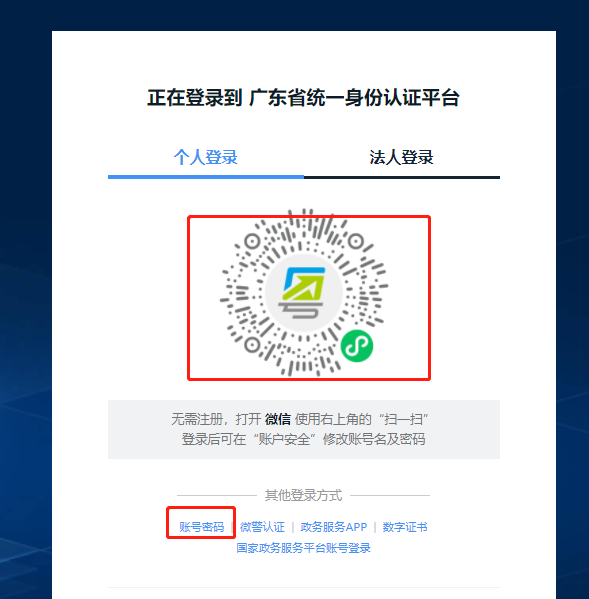 正在登录到 广东省统一身份认证平台
个人登录 法人登录
无需注册，打开 微信 使用右上角的“扫一扫”
登录后可在“账户安全”修改账号名及密码
其他登录方式
账号密码 | 微警认证 | 政务服务APP | 数字证书
国家政务服务平台账号登录